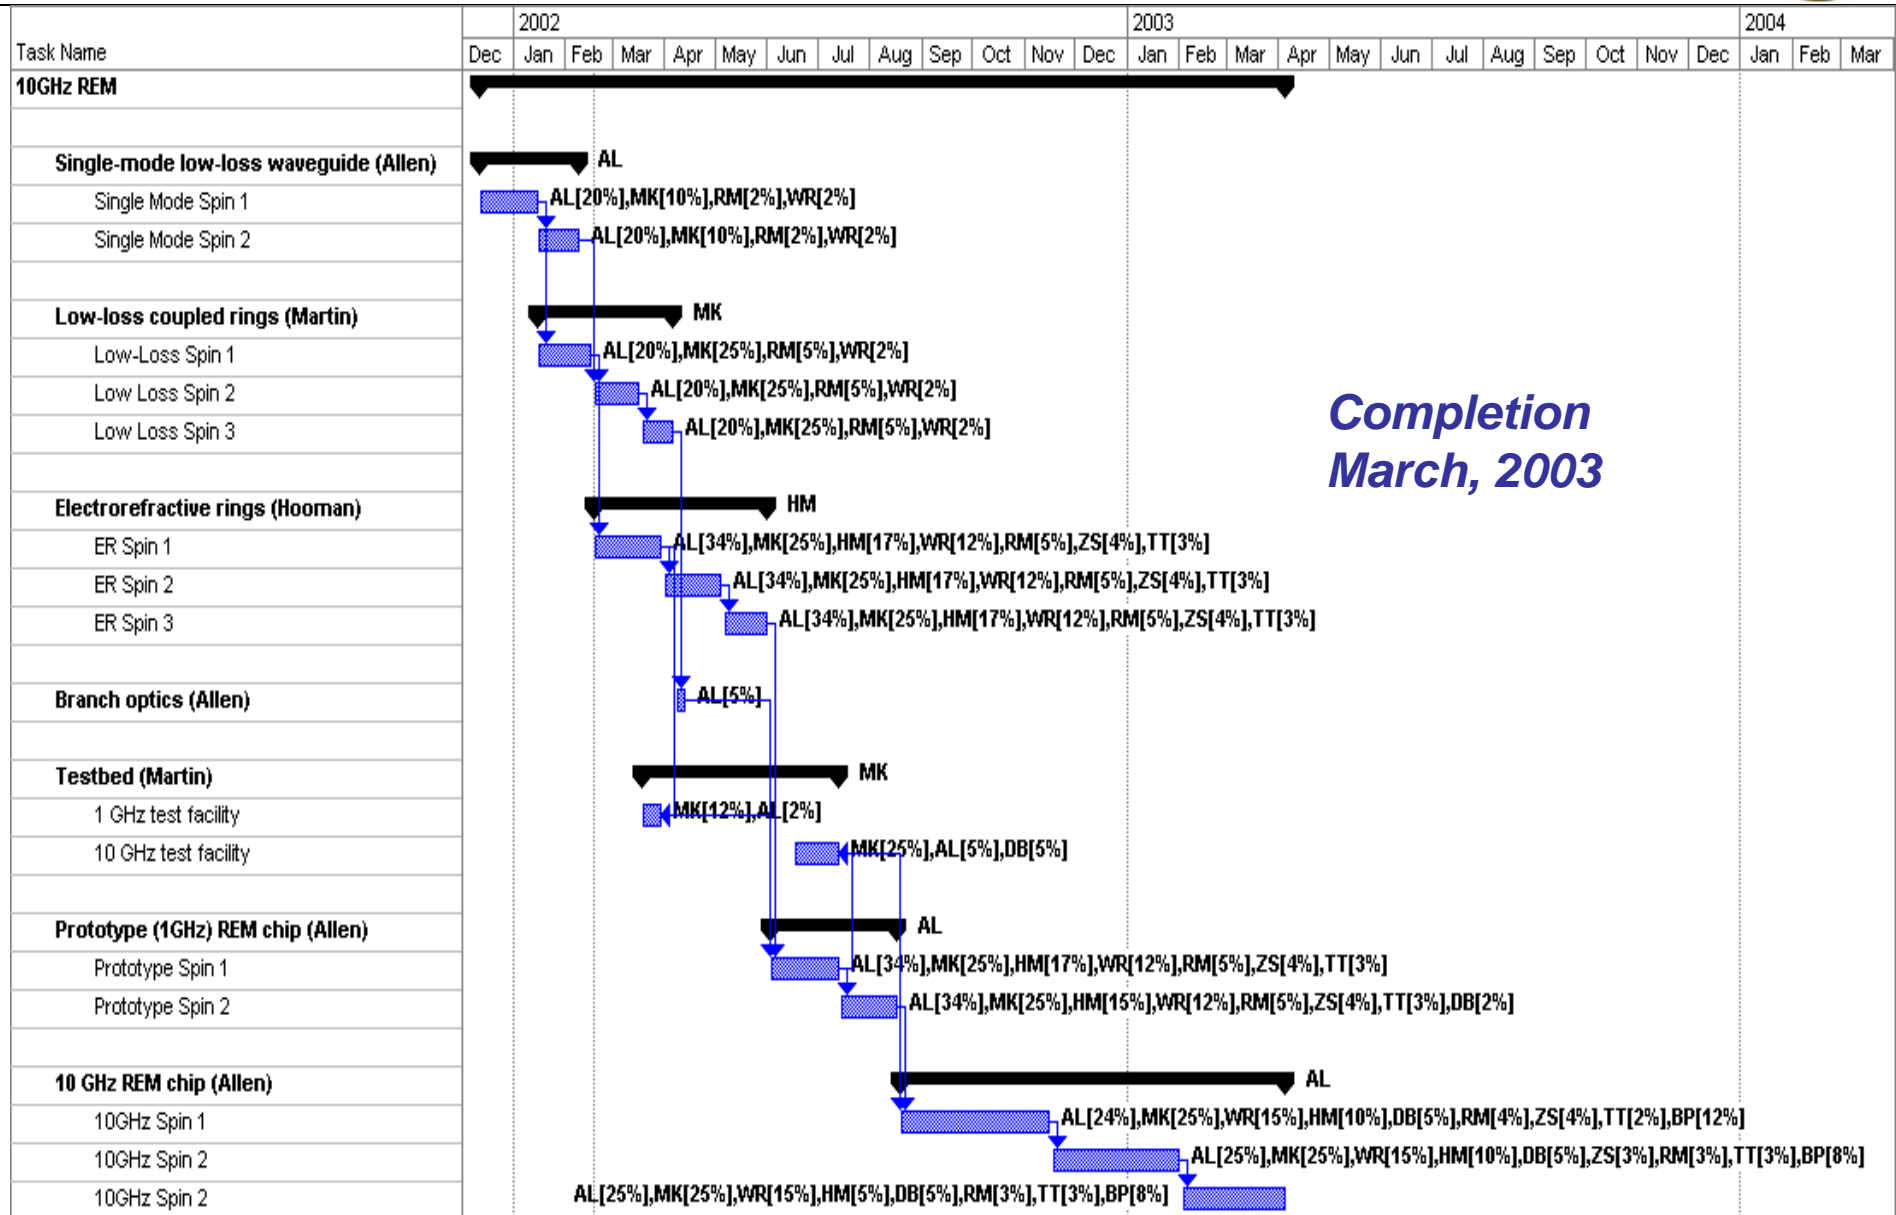 2002 2003 2004
Task Name Dec Jan Feb Mar Apr May Jun Jul Aug Sep Oct Nov Dec Jan Feb Mar Apr May Jun Jul Aug Sep Oct Nov Dec Jan Feb Mar
10GHz REM
Single-mode low-loss waveguide (Allen) AL
Single Mode Spin 1 AL[20%],MK[10%],RM[2%],WR[2%]
Single Mode Spin 2 AL[20%],MK[10%],RM[2%],WR[2%]
Low-loss coupled rings (Martin) MK
Low-Loss Spin 1 AL[20%],MK[25%],RM[5%],WR[2%]
Low Loss Spin 2 AL[20%],MK[25%],RM[5%],WR[2%]
Low Loss Spin 3 AL[20%],MK[25%],RM[5%],WR[2%]
Completion
March, 2003
Electrorefractive rings (Hooman) HM
ER Spin 1 AL[34%],MK[25%],HM[17%],WR[12%],RM[5%],ZS[4%],TT[3%]
ER Spin 2 AL[34%],MK[25%],HM[17%],WR[12%],RM[5%],ZS[4%],TT[3%]
ER Spin 3 AL[34%],MK[25%],HM[17%],WR[12%],RM[5%],ZS[4%],TT[3%]
Branch optics (Allen) AL[5%]
Testbed (Martin) MK
1 GHz test facility MK[12%],AL[2%]
10 GHz test facility MK[25%],AL[5%],DB[5%]
Prototype (1GHz) REM chip (Allen) AL
Prototype Spin 1 AL[34%],MK[25%],HM[17%],WR[12%],RM[5%],ZS[4%],TT[3%]
Prototype Spin 2 AL[34%],MK[25%],HM[15%],WR[12%],RM[5%],ZS[4%],TT[3%],DB[2%]
10 GHz REM chip (Allen) AL
10GHz Spin 1 AL[24%],MK[25%],WR[15%],HM[10%],DB[5%],RM[4%],ZS[4%],TT[2%],BP[12%]
10GHz Spin 2 AL[25%],MK[25%],WR[15%],HM[10%],DB[5%],ZS[3%],RM[3%],TT[3%],BP[8%]
10GHz Spin 2 AL[25%],MK[25%],WR[15%],HM[5%],DB[5%],RM[3%],TT[3%],BP[8%]